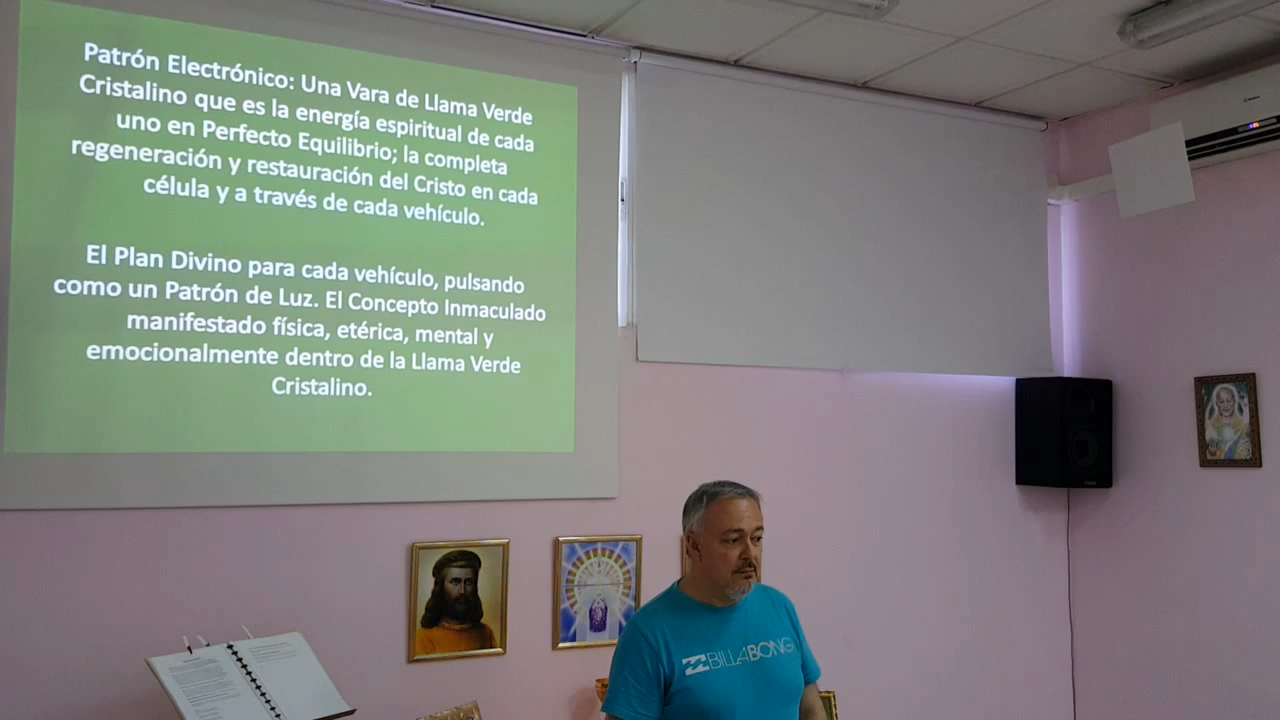 Patrón Electrónico: Una Vara de Llama Verde
Cristalino que es la energía espiritual de cada
uno en Perfecto Equilibrio; la completa
regeneración y restauración del Cristo en cada
célula y a través de cada vehículo.
El Plan Divino para cada vehículo, pulsando
como un Patrón de Luz. El Concepto Inmaculado
manifestado física, etérica, mental y
emocionalmente dentro de la Llama Verde
Cristalino.
BILLABONG